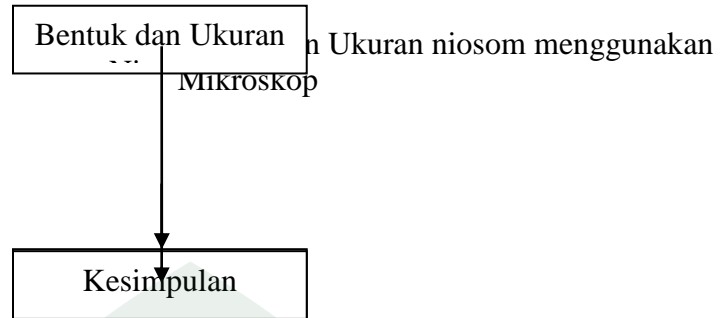 Bentuk dan Ukuran
n Ukuran niosom menggunakan
Mikroskop
Kesimpulan